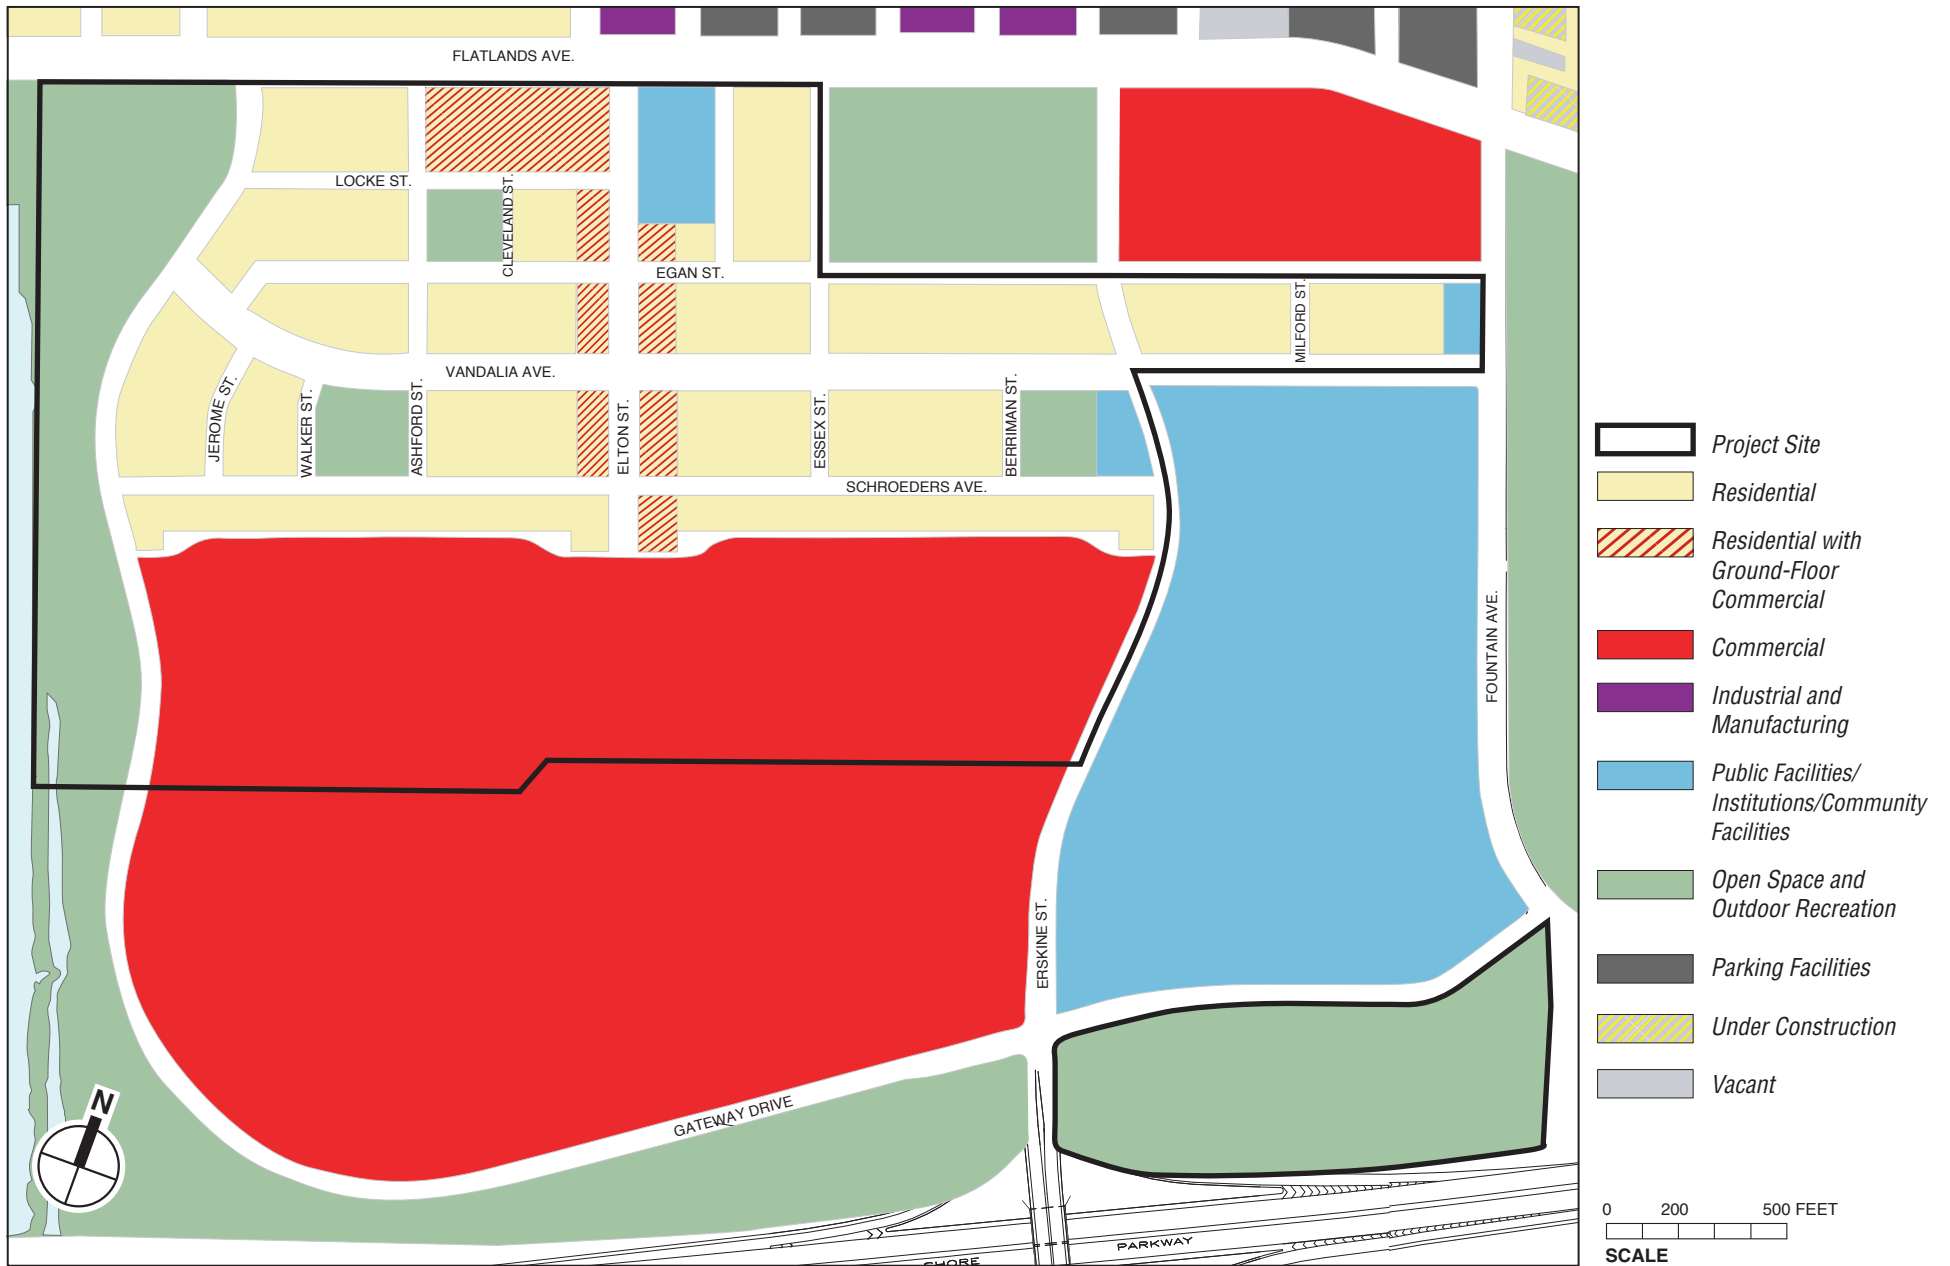 FLATLANDS AVE.
LOCKE ST.
CLEVELAND ST.
EGAN ST.
MILFORD ST.
VANDALIA AVE.
JEROME ST.
WALKER ST.
ASHFORD ST.
ELTON ST.
ESSEX ST.
BERRIMAN ST.
SCHROEDERS AVE.
FOUNTAIN AVE.
ERSKINE ST.
GATEWAY DRIVE
SHORE
PARKWAY
N
Project Site
Residential
Residential with
Ground-Floor
Commercial
Commercial
Industrial and
Manufacturing
Public Facilities/
Institutions/Community
Facilities
Open Space and
Outdoor Recreation
Parking Facilities
Under Construction
Vacant
0 200 500 FEET
SCALE